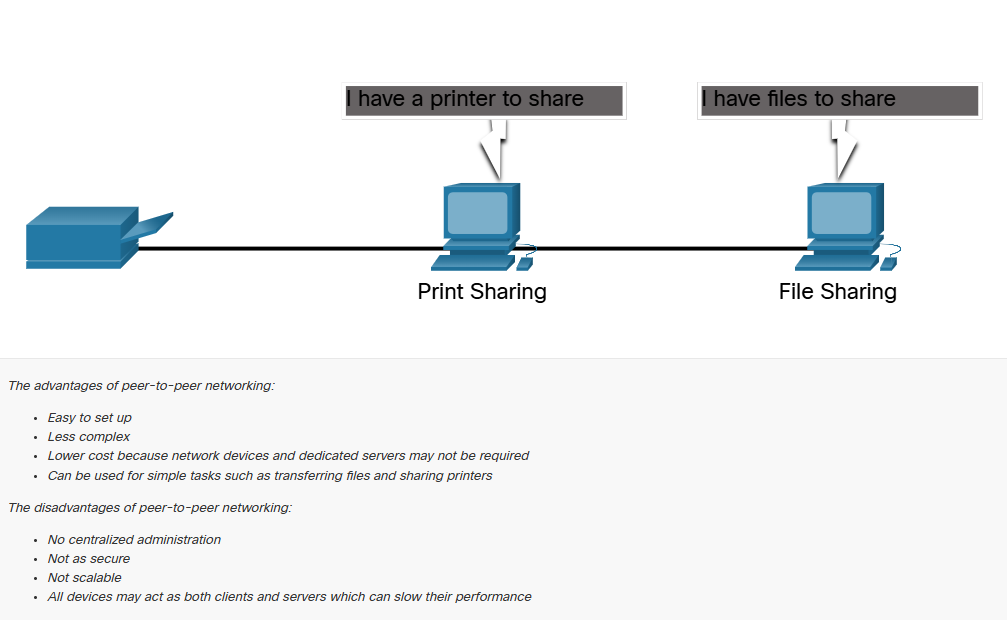 I have a printer to share
I have files to share
Print Sharing
File Sharing
The advantages of peer-to-peer networking:
• Easy to set up
• Less complex
• Lower cost because network devices and dedicated servers may not be required
• Can be used for simple tasks such as transferring files and sharing printers
The disadvantages of peer-to-peer networking:
• No centralized administration
• Not as secure
• Not scalable
• All devices may act as both clients and servers which can slow their performance